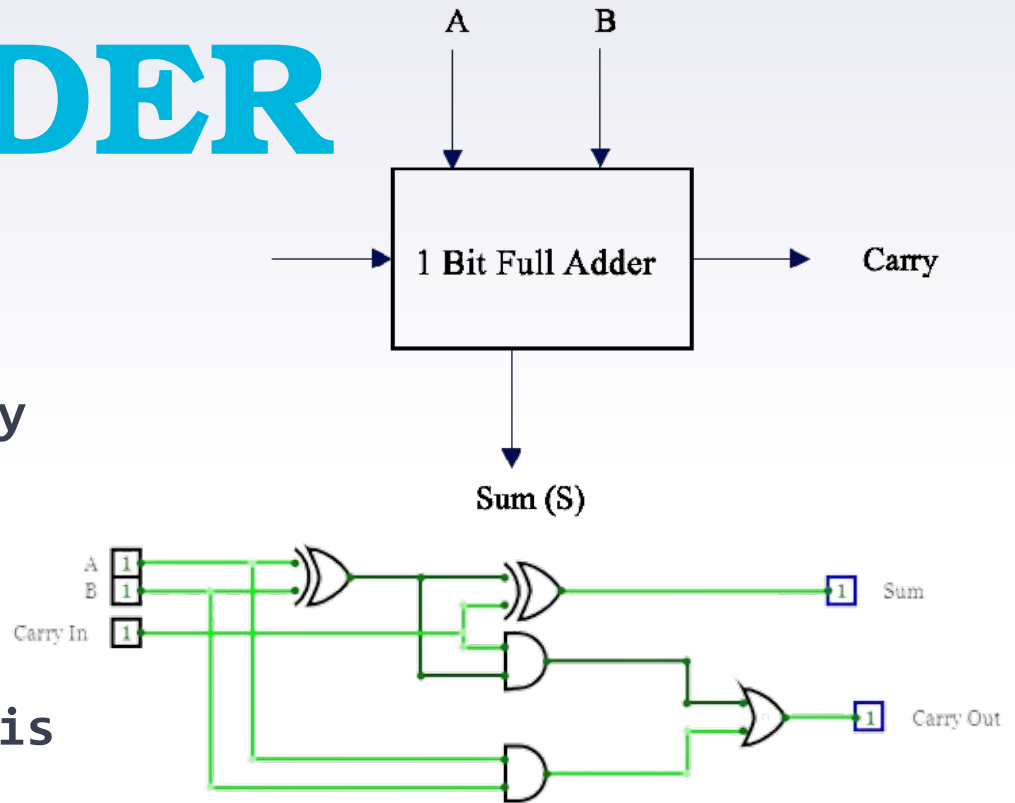 A B
DER
1 Bit Full Adder Carry
y
Sum (S)
A 1
B 1
1 Sum
Carry In 1
is
1 Carry Out